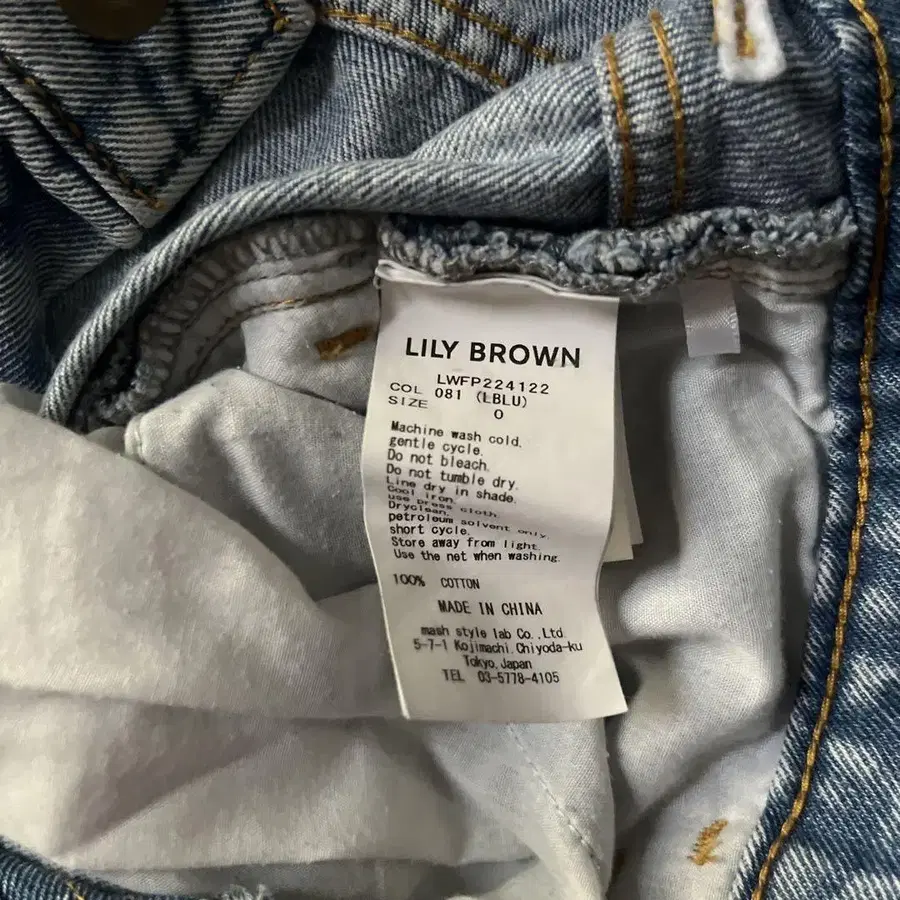 LILY BROWN
LWFP224122
COL 081 (LBLU)
SIZE 0
Machine wash cold.
gentle cycle.
Do not bleach.
Do not tumble dry.
Line dry in shade.
Cool iron.
use press cloth.
Dryclean.
petroleum solvent only.
short cycle.
Store away from light.
Use the net when washing.
100% COTTON
MADE IN CHINA
mash style lab Co.,Ltd
5-7-1 Kojimachi,Chiyoda-ku
Tokyo,Japan
TEL 03-5778-4105